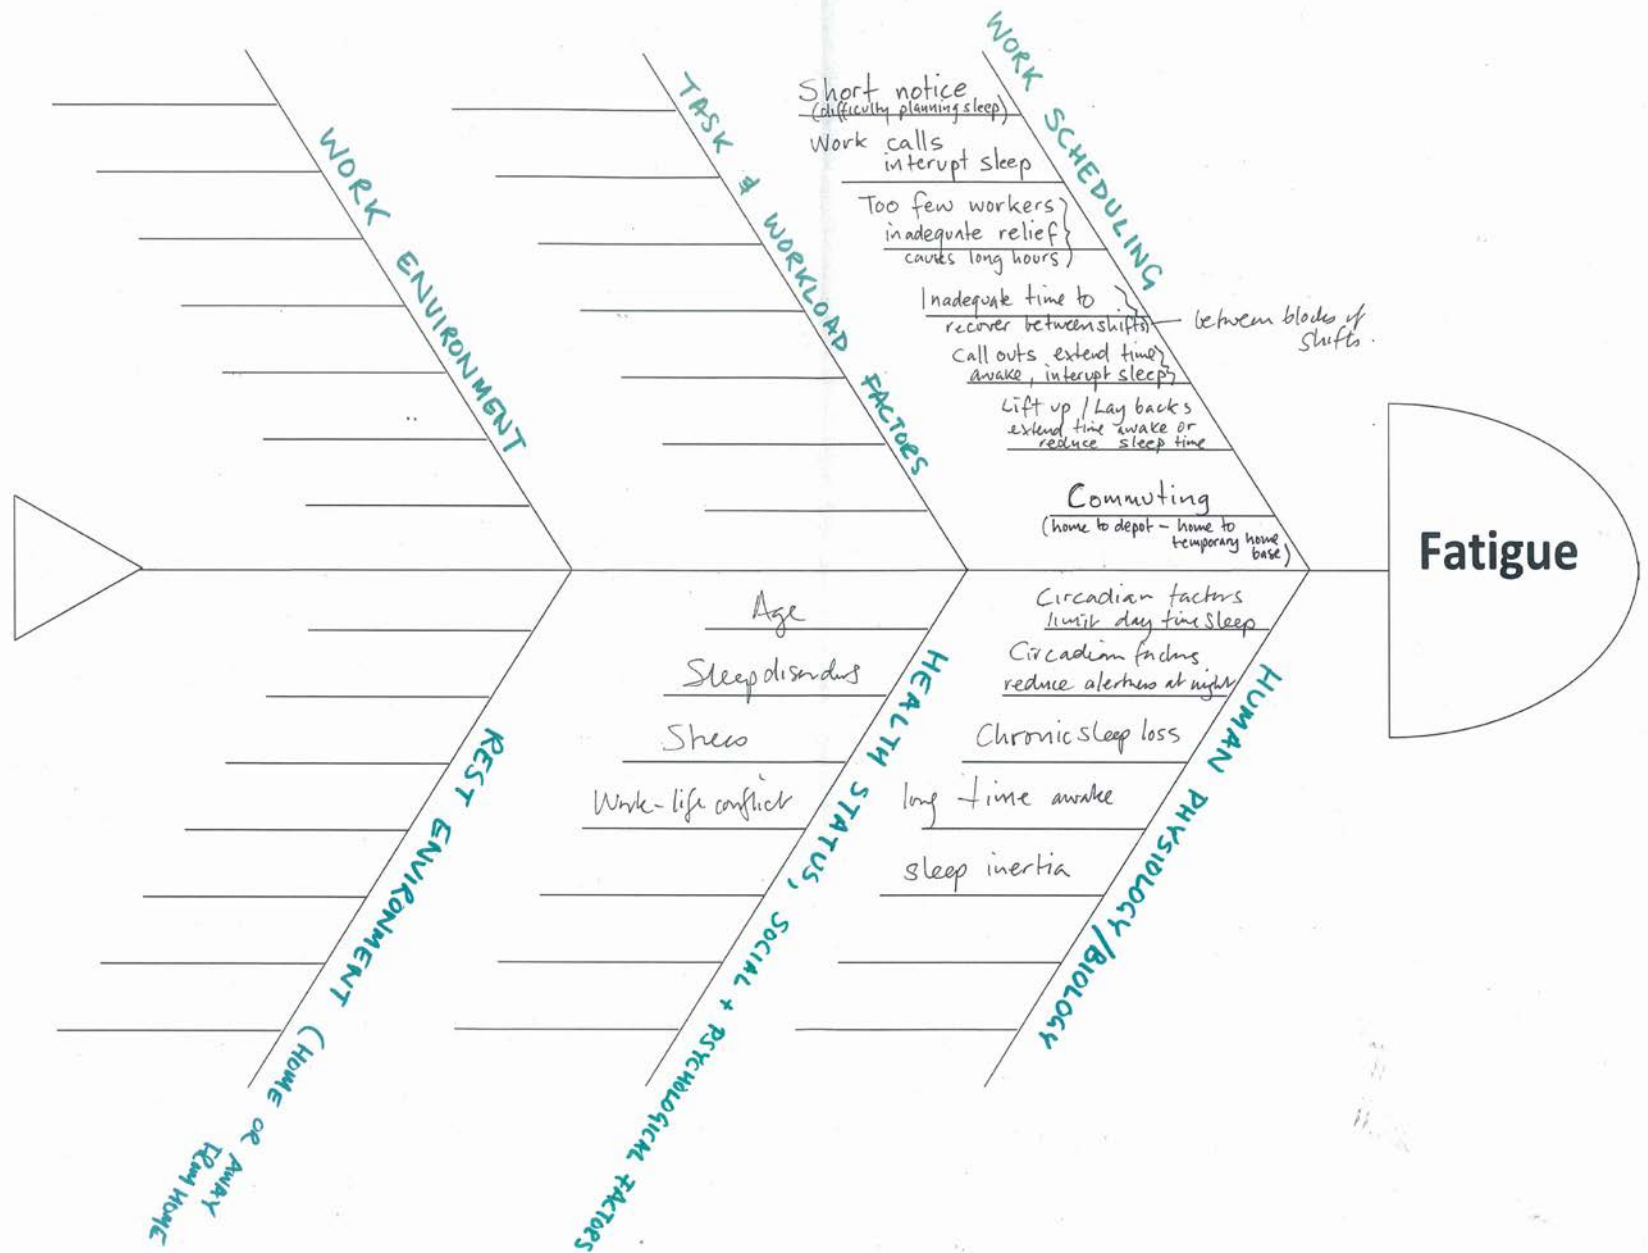 WORK ENVIRONMENT
TASK & WORKLOAD FACTORS
WORK SCHEDULING
Short notice
(difficulty planning sleep)
Work calls
interupt sleep
Too few workers
inadequate relief
causes long hours
Inadequate time to
recover between shifts
between blocks of
shifts.
Call outs extend time
awake, interupt sleep
Lift up / Lay backs
extend time awake or
reduce sleep time
Commuting
(home to depot - home to
temporary home
base)
Fatigue
REST ENVIRONMENT (HOME OR AWAY
FROM HOME
Age
Sleep disorders
Stress
Work-life conflict
HEALTH STATUS, SOCIAL + PSYCHOLOGICAL FACTORS
Circadian factors
limit day time sleep
Circadian factors
reduce alertness at night
Chronic sleep loss
long time awake
sleep inertia
HUMAN PHYSIOLOGY/BIOLOGY